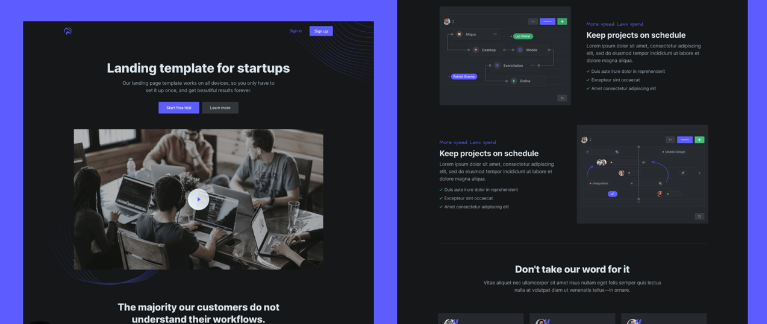 Sign in
Sign up
Landing template for startups
Our landing page template works on all devices, so you only have to
set it up once, and get beautiful results forever.
Start free trial
Learn more
The majority our customers do not
understand their workflows.
Desktop
Mobile
Execution
Online
More speed. Less spend
Keep projects on schedule
Lorem ipsum dolor sit amet, consectetur adipiscing
elit, sed do eiusmod tempor incididunt ut labore et
dolore magna aliqua.
✓ Duis aute irure dolor in reprehenderit
✓ Excepteur sint occaecat
✓ Amet consectetur adipiscing elit
More speed. Less spend
Keep projects on schedule
Lorem ipsum dolor sit amet, consectetur adipiscing
elit, sed do eiusmod tempor incididunt ut labore et
dolore magna aliqua.
✓ Duis aute irure dolor in reprehenderit
✓ Excepteur sint occaecat
✓ Amet consectetur adipiscing elit
Mobile Design
Integration
Don't take our word for it
Vitae aliquet nec ullamcorper sit amet risus nullam eget felis semper quis lectus
nulla at volutpat diam ut venenatis tellus—in ornare.